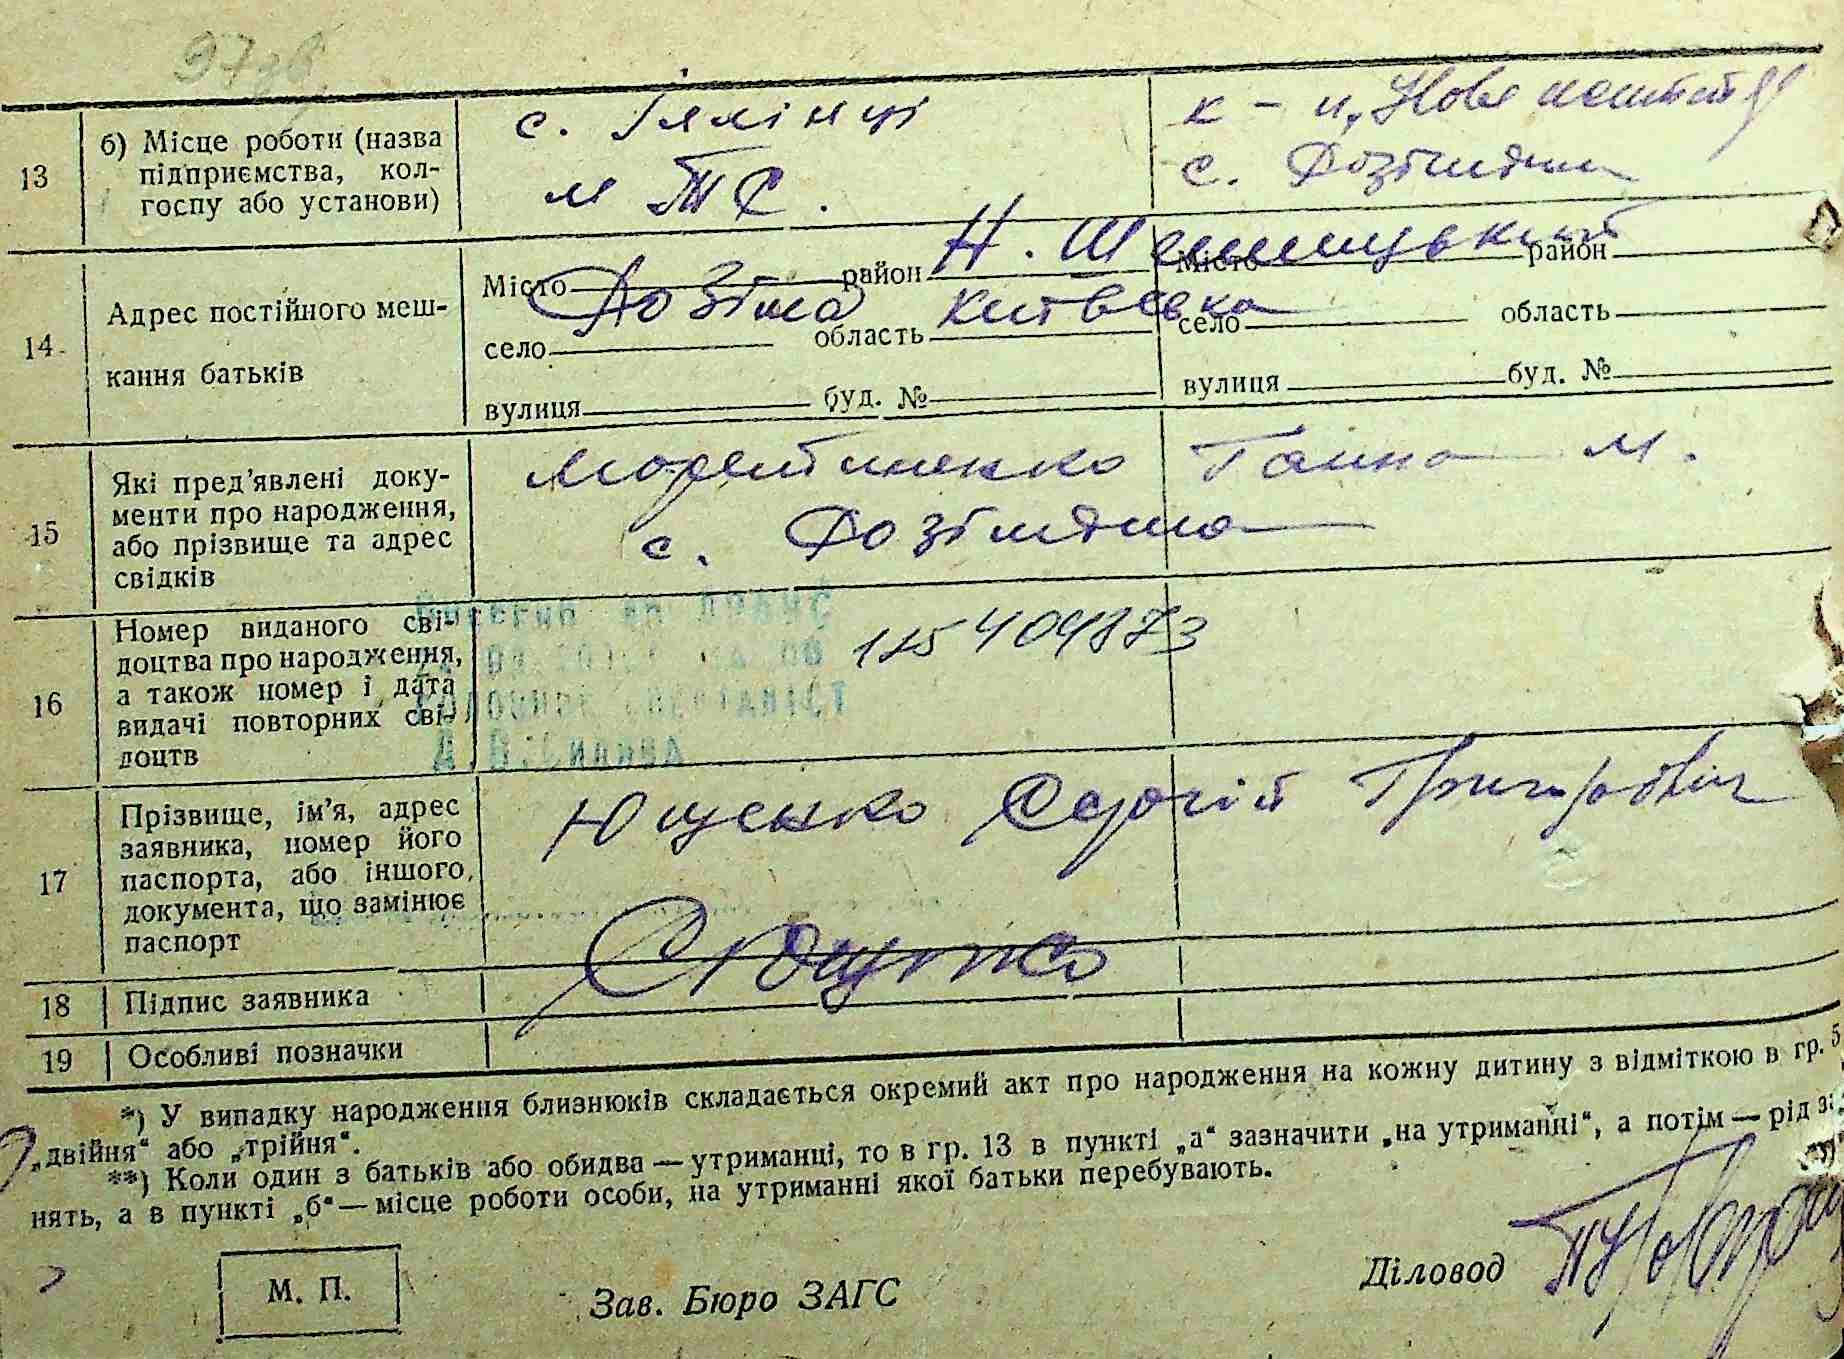 13
б) Місце роботи (назва
підприємства, кол-
госпу або установи)
с. Іллінці
м ТС.
к-п „Нове життя"
с.
14
Адрес постійного меш-
кання батьків
Місто район Н. Шепелицький
село область Київська
вулиця буд. №
Місто район
село область
вулиця буд. №
15
Які пред'явлені доку-
менти про народження,
або прізвище та адрес
свідків
Ганна М.
с.
16
Номер виданого сві-
доцтва про народження,
а також номер і дата
видачі повторних сві-
доцтв
17
Прізвище, ім'я, адрес
заявника, номер його
паспорта, або іншого
документа, що замінює
паспорт
Ющенко Сергій Григорович
18
Підпис заявника
19
Особливі позначки
*) У випадку народження близнюків складається окремий акт про народження на кожну дитину з відміткою в гр. 5
„двійня“ або „трійня“.
**) Коли один з батьків або обидва — утриманці, то в гр. 13 в пункті „а“ зазначити „на утриманні“, а потім — рід за-
нять, а в пункті „б“ — місце роботи особи, на утриманні якої батьки перебувають.
М. П.
Зав. Бюро ЗАГС
Діловод